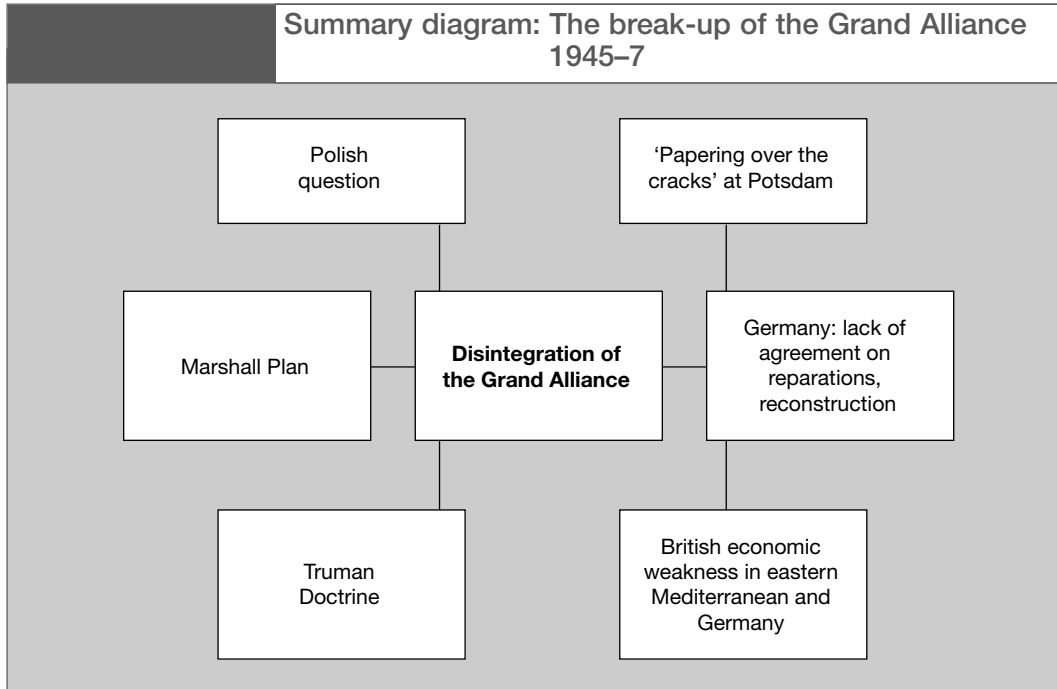 Summary diagram: The break-up of the Grand Alliance
1945–7
Polish
question
‘Papering over the
cracks’ at Potsdam
Marshall Plan
Disintegration of
the Grand Alliance
Germany: lack of
agreement on
reparations,
reconstruction
Truman
Doctrine
British economic
weakness in eastern
Mediterranean and
Germany